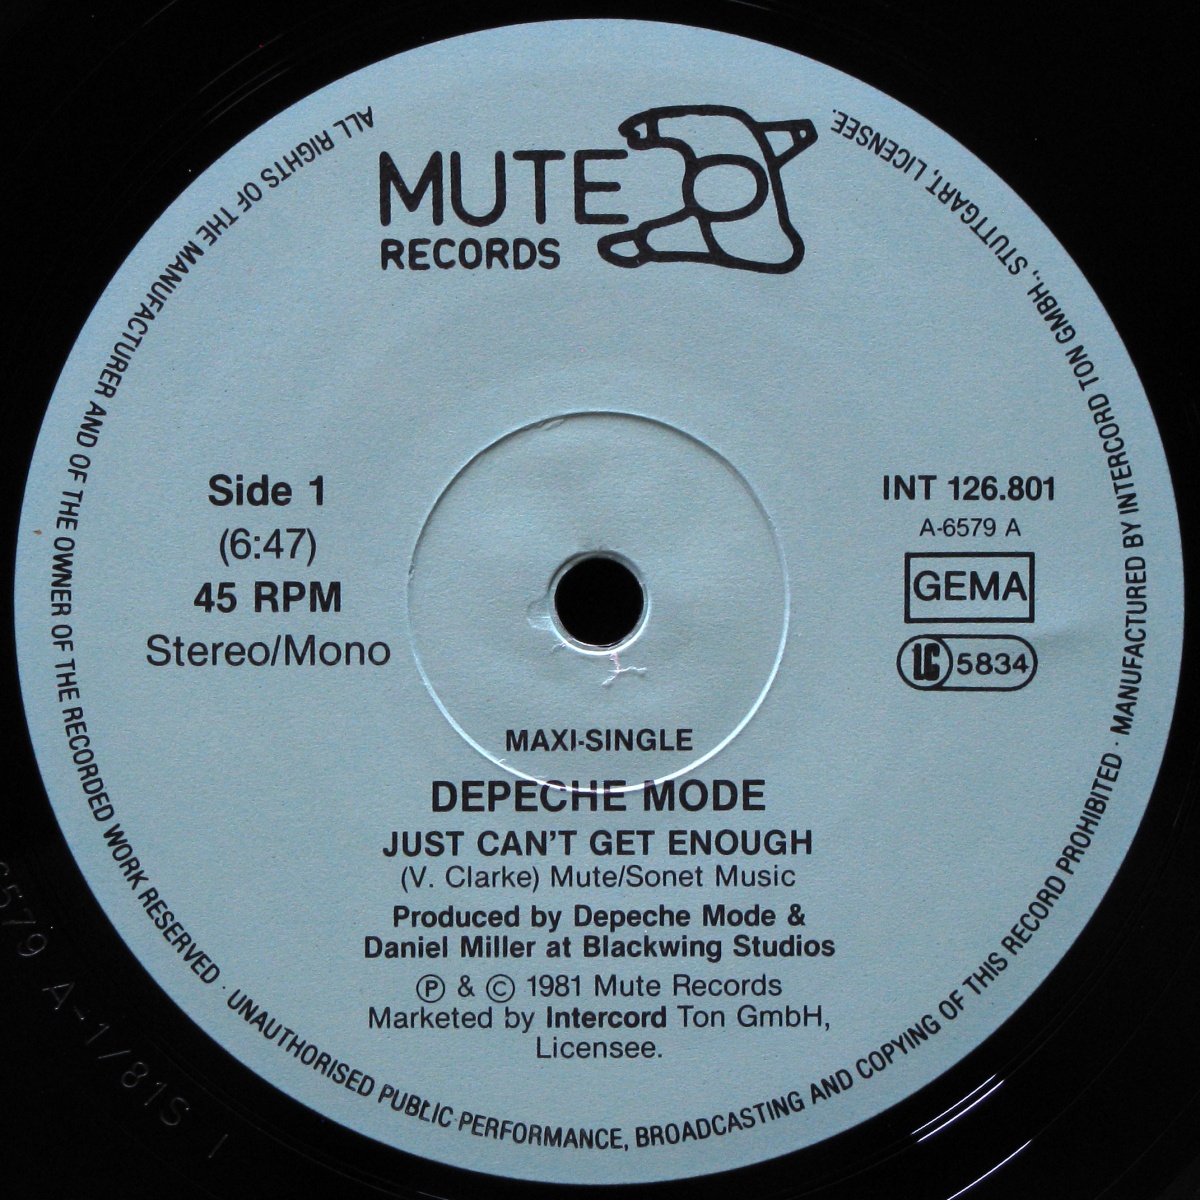 MUTE
RECORDS
Side 1
(6:47)
45 RPM
Stereo/Mono
INT 126.801
A-6579 A
GEMA
LC 5834
MAXI-SINGLE
DEPECHE MODE
JUST CAN'T GET ENOUGH
(V. Clarke) Mute/Sonet Music
Produced by Depeche Mode &
Daniel Miller at Blackwing Studios
Ⓟ & © 1981 Mute Records
Marketed by Intercord Ton GmbH,
Licensee.
ALL RIGHTS OF THE MANUFACTURER AND OF THE OWNER OF THE RECORDED WORK RESERVED · UNAUTHORISED PUBLIC PERFORMANCE, BROADCASTING AND COPYING OF THIS RECORD PROHIBITED · MANUFACTURED BY INTERCORD TON GMBH., STUTTGART, LICENSEE.
6579 A-1/81S 1